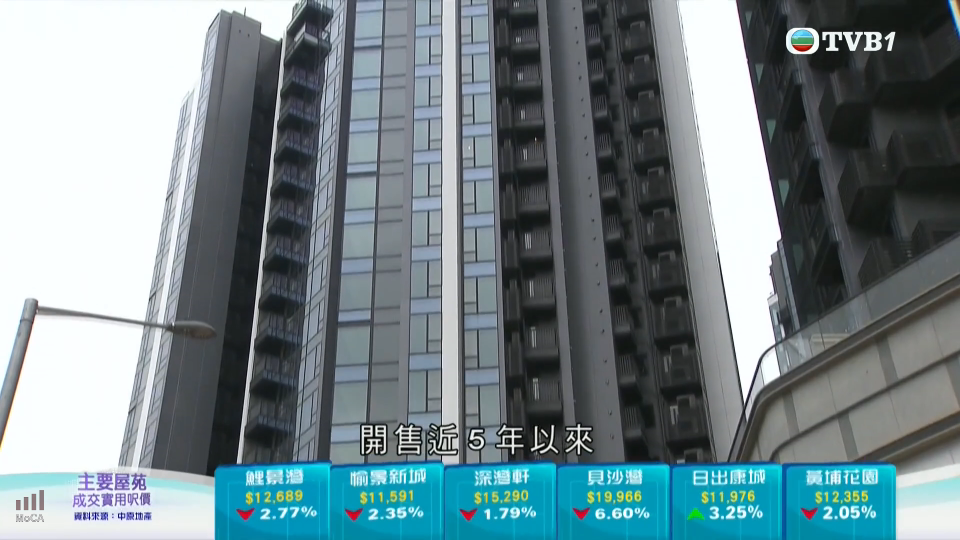 TVB1
開售近5年以來
主要屋苑
成交實用呎價
資料來源：中原地產
MoCA
鯉景灣
$12,689
2.77%
愉景新城
$11,591
2.35%
深灣軒
$15,290
1.79%
貝沙灣
$19,966
6.60%
日出康城
$11,976
3.25%
黃埔花園
$12,355
2.05%